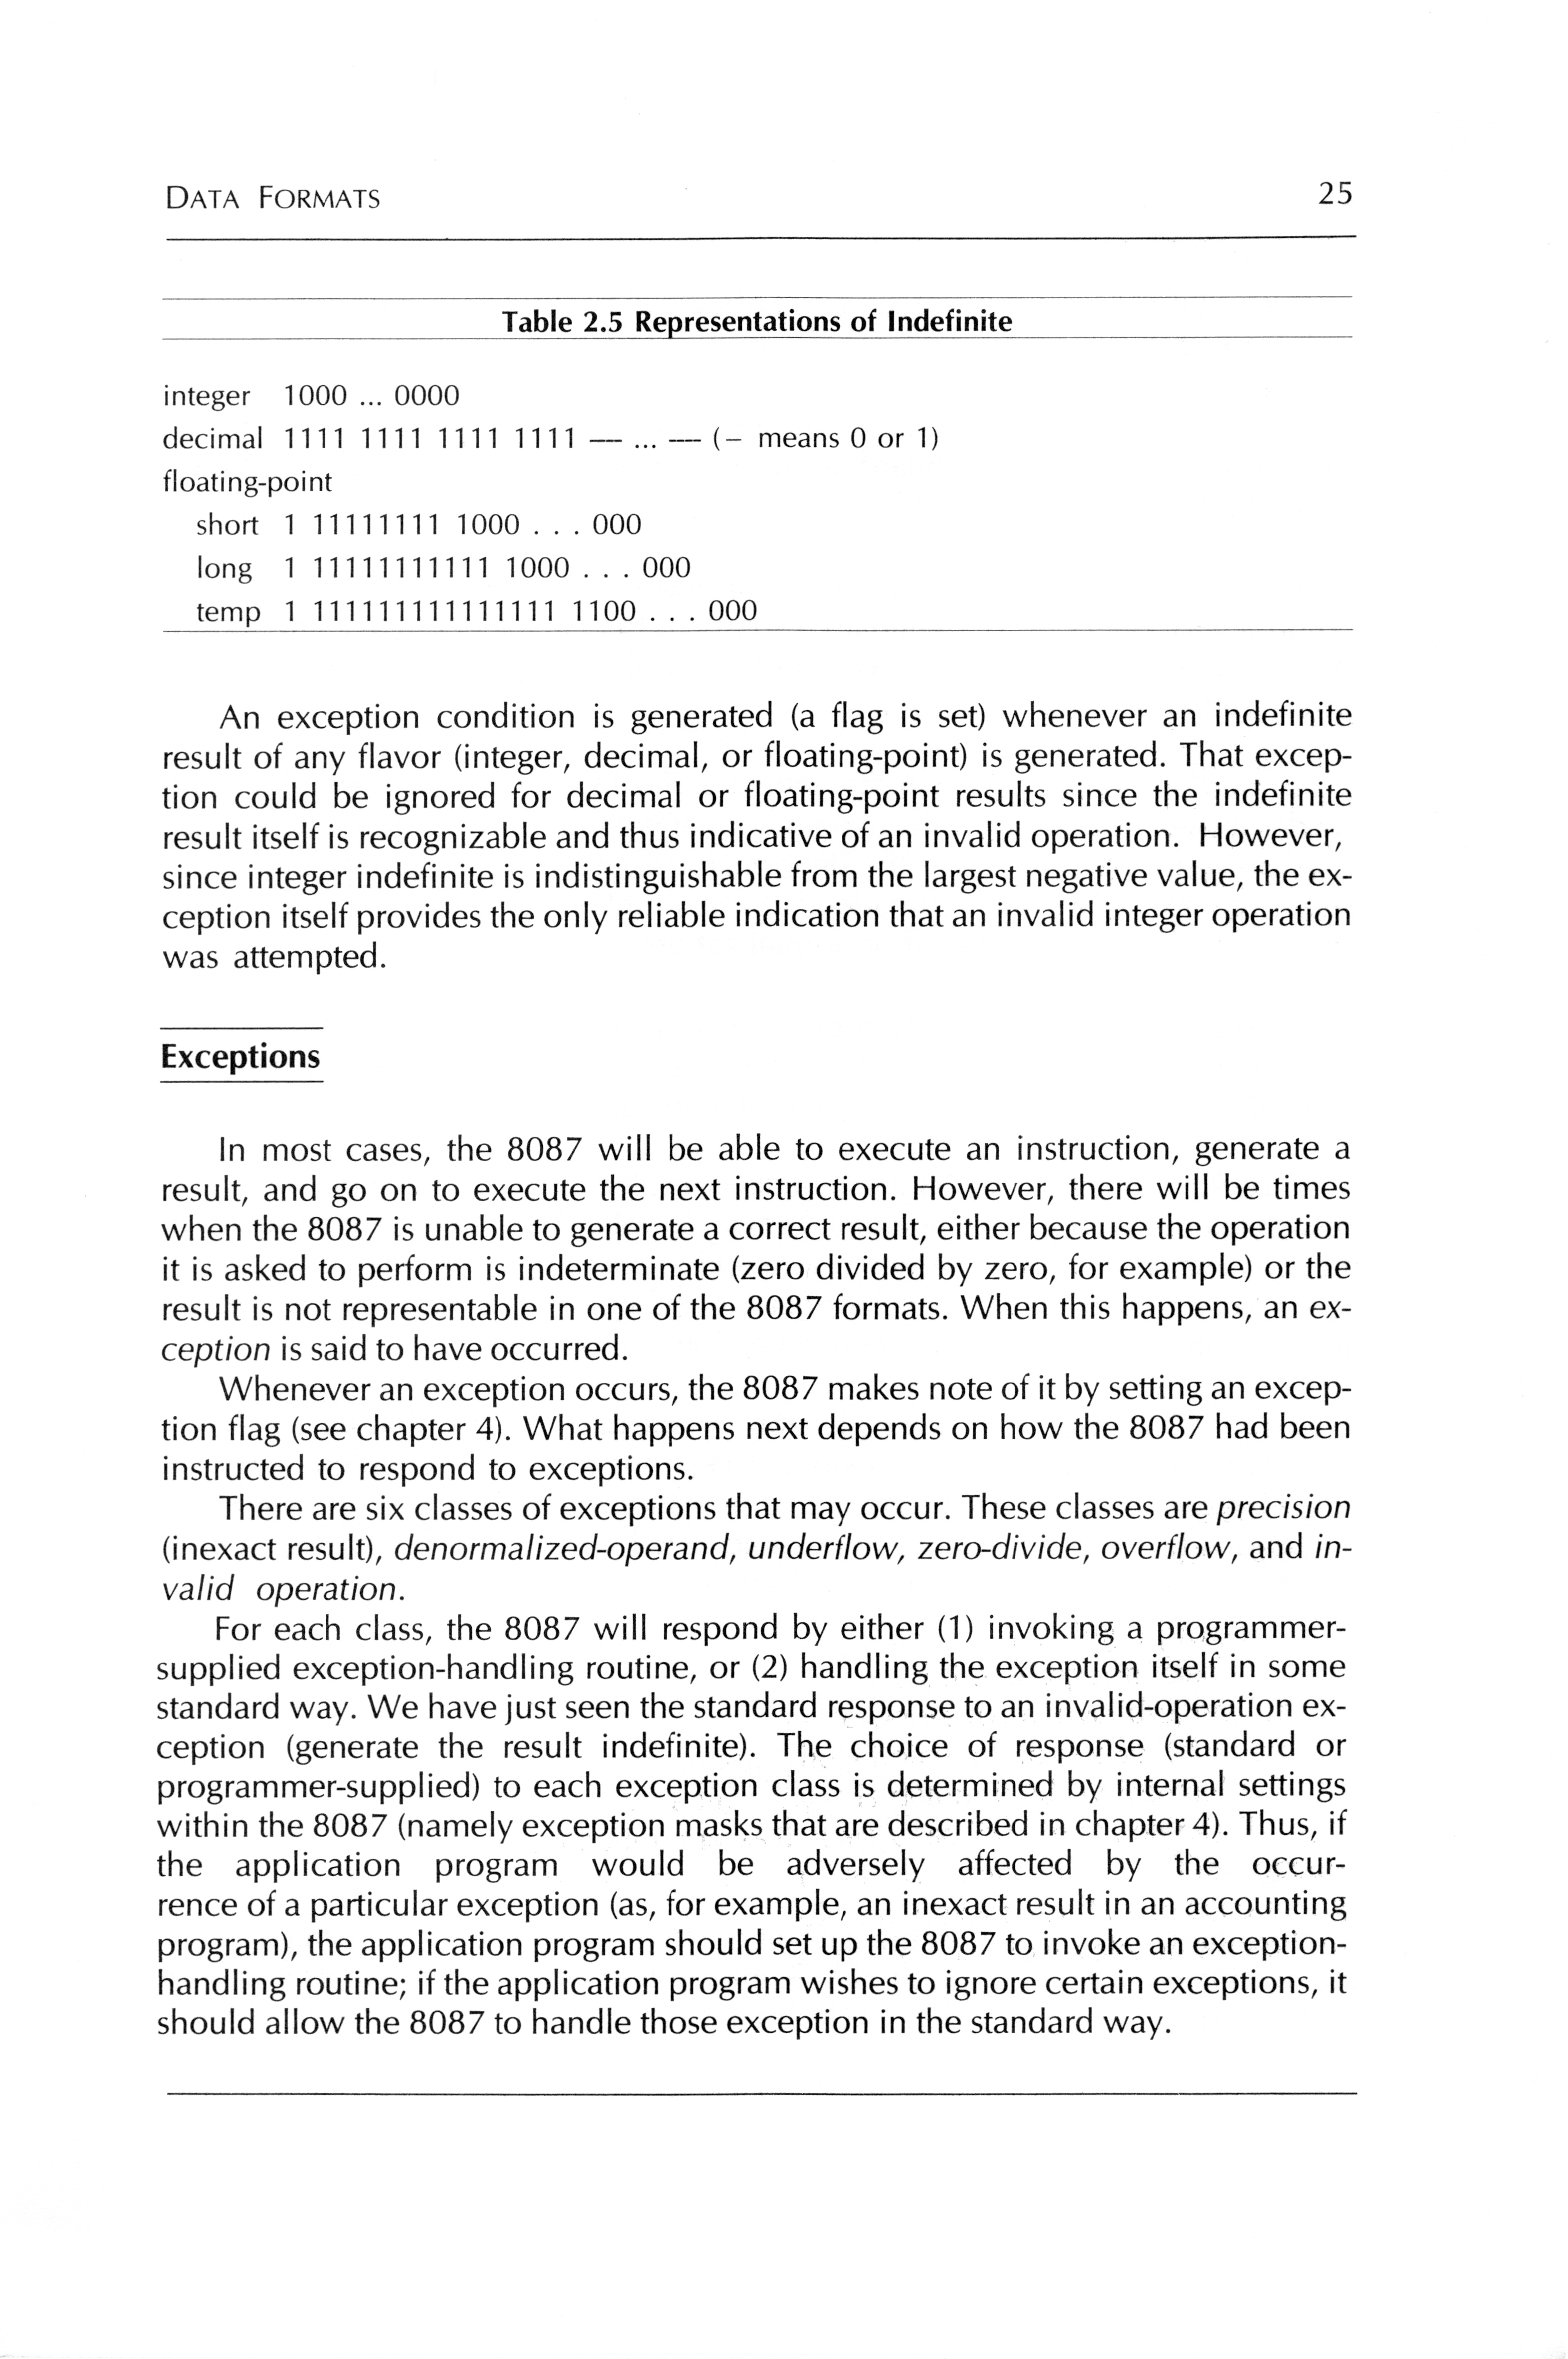 DATA FORMATS 25
Table 2.5 Representations of Indefinite
integer 1000 ... 0000
decimal 1111 1111 1111 1111 — ... — (– means 0 or 1)
floating-point
short 1 11111111 1000 . . . 000
long 1 11111111111 1000 . . . 000
temp 1 111111111111111 1100 . . . 000
An exception condition is generated (a flag is set) whenever an indefinite
result of any flavor (integer, decimal, or floating-point) is generated. That excep-
tion could be ignored for decimal or floating-point results since the indefinite
result itself is recognizable and thus indicative of an invalid operation. However,
since integer indefinite is indistinguishable from the largest negative value, the ex-
ception itself provides the only reliable indication that an invalid integer operation
was attempted.
Exceptions
In most cases, the 8087 will be able to execute an instruction, generate a
result, and go on to execute the next instruction. However, there will be times
when the 8087 is unable to generate a correct result, either because the operation
it is asked to perform is indeterminate (zero divided by zero, for example) or the
result is not representable in one of the 8087 formats. When this happens, an ex-
ception is said to have occurred.
Whenever an exception occurs, the 8087 makes note of it by setting an excep-
tion flag (see chapter 4). What happens next depends on how the 8087 had been
instructed to respond to exceptions.
There are six classes of exceptions that may occur. These classes are precision
(inexact result), denormalized-operand, underflow, zero-divide, overflow, and in-
valid operation.
For each class, the 8087 will respond by either (1) invoking a programmer-
supplied exception-handling routine, or (2) handling the exception itself in some
standard way. We have just seen the standard response to an invalid-operation ex-
ception (generate the result indefinite). The choice of response (standard or
programmer-supplied) to each exception class is determined by internal settings
within the 8087 (namely exception masks that are described in chapter 4). Thus, if
the application program would be adversely affected by the occur-
rence of a particular exception (as, for example, an inexact result in an accounting
program), the application program should set up the 8087 to invoke an exception-
handling routine; if the application program wishes to ignore certain exceptions, it
should allow the 8087 to handle those exception in the standard way.